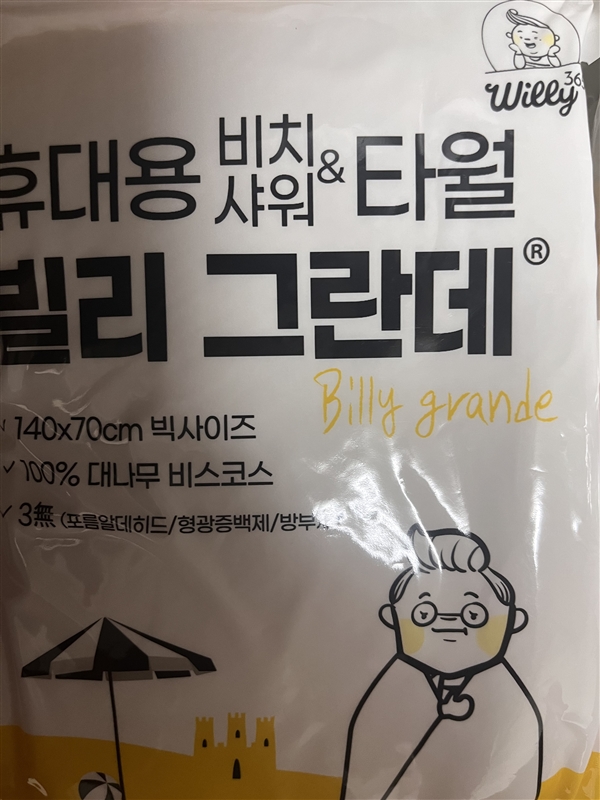 Willy
36
휴대용 비치&샤워 타월
빌리 그란데®
Billy grande
✓ 140x70cm 빅사이즈
✓ 100% 대나무 비스코스
✓ 3無 (포름알데히드/형광증백제/방부